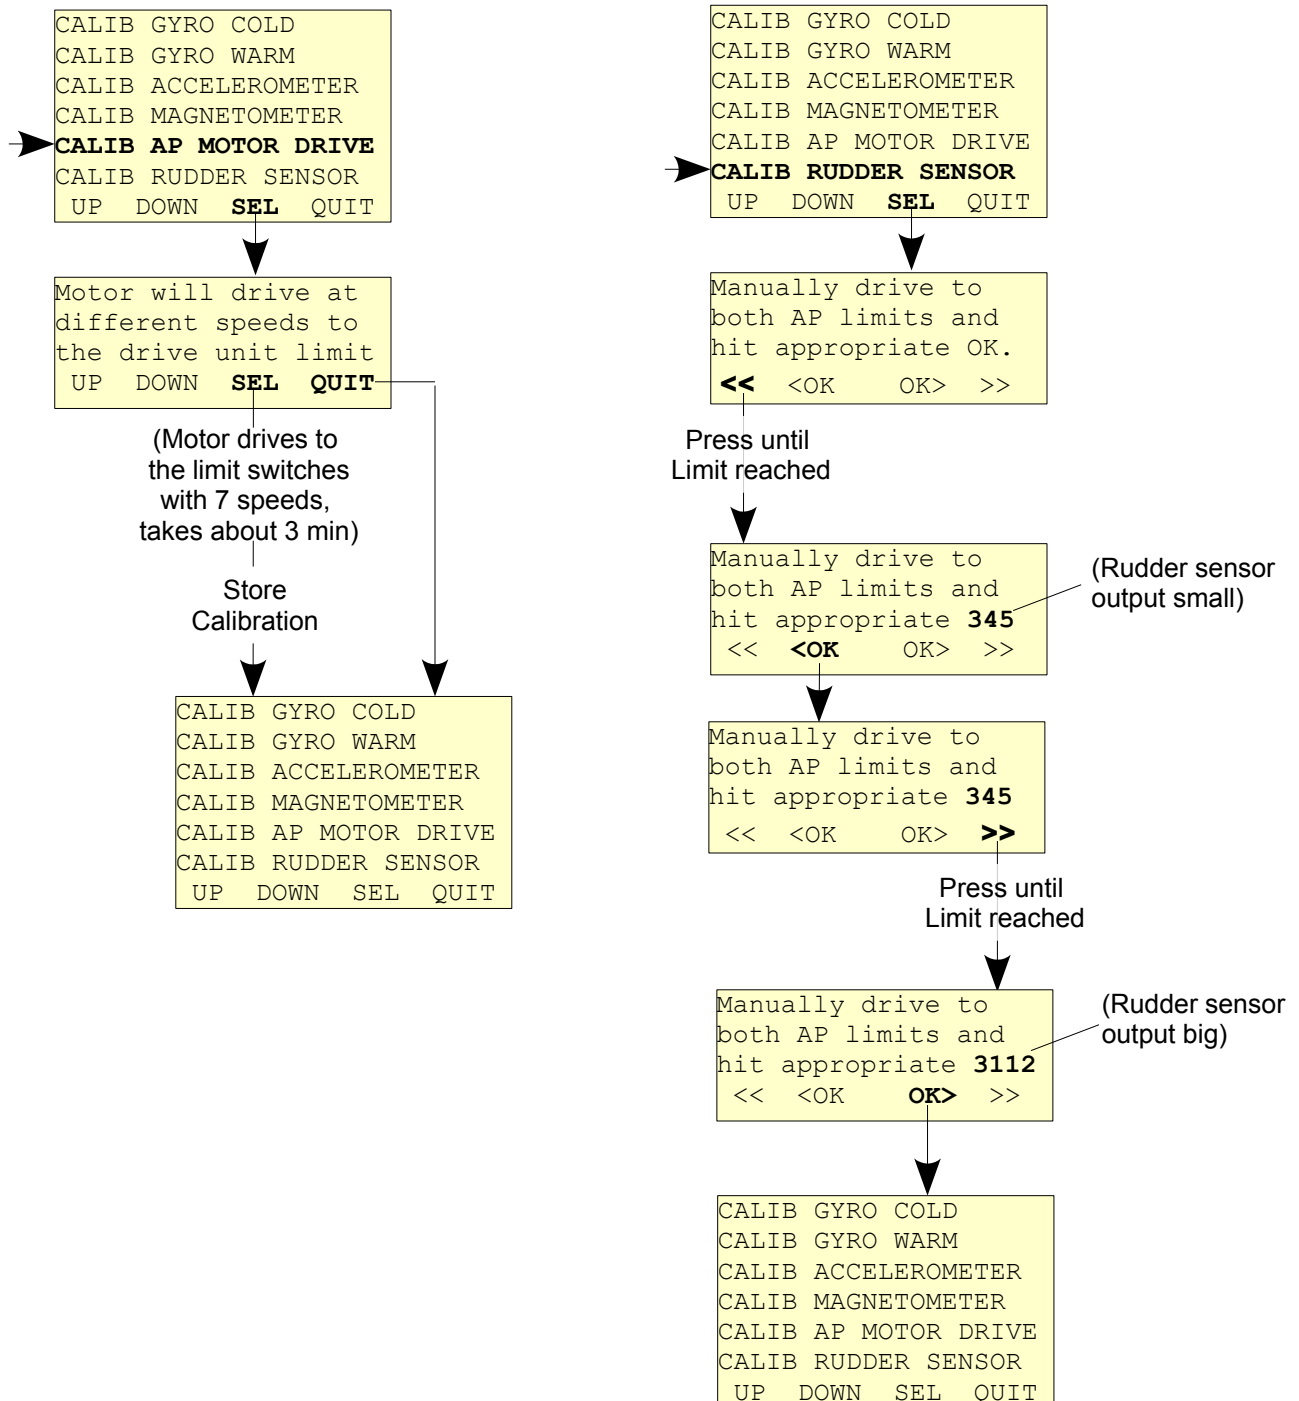 CALIB GYRO COLD
CALIB GYRO WARM
CALIB ACCELEROMETER
CALIB MAGNETOMETER
CALIB AP MOTOR DRIVE
CALIB RUDDER SENSOR
UP DOWN SEL QUIT
Motor will drive at
different speeds to
the drive unit limit
UP DOWN SEL QUIT
(Motor drives to
the limit switches
with 7 speeds,
takes about 3 min)
Store
Calibration
CALIB GYRO COLD
CALIB GYRO WARM
CALIB ACCELEROMETER
CALIB MAGNETOMETER
CALIB AP MOTOR DRIVE
CALIB RUDDER SENSOR
UP DOWN SEL QUIT
CALIB GYRO COLD
CALIB GYRO WARM
CALIB ACCELEROMETER
CALIB MAGNETOMETER
CALIB AP MOTOR DRIVE
CALIB RUDDER SENSOR
UP DOWN SEL QUIT
Manually drive to
both AP limits and
hit appropriate OK.
<< <OK OK> >>
Press until
Limit reached
Manually drive to
both AP limits and
hit appropriate 345
<< <OK OK> >>
(Rudder sensor
output small)
Manually drive to
both AP limits and
hit appropriate 345
<< <OK OK> >>
Press until
Limit reached
Manually drive to
both AP limits and
hit appropriate 3112
<< <OK OK> >>
(Rudder sensor
output big)
CALIB GYRO COLD
CALIB GYRO WARM
CALIB ACCELEROMETER
CALIB MAGNETOMETER
CALIB AP MOTOR DRIVE
CALIB RUDDER SENSOR
UP DOWN SEL QUIT